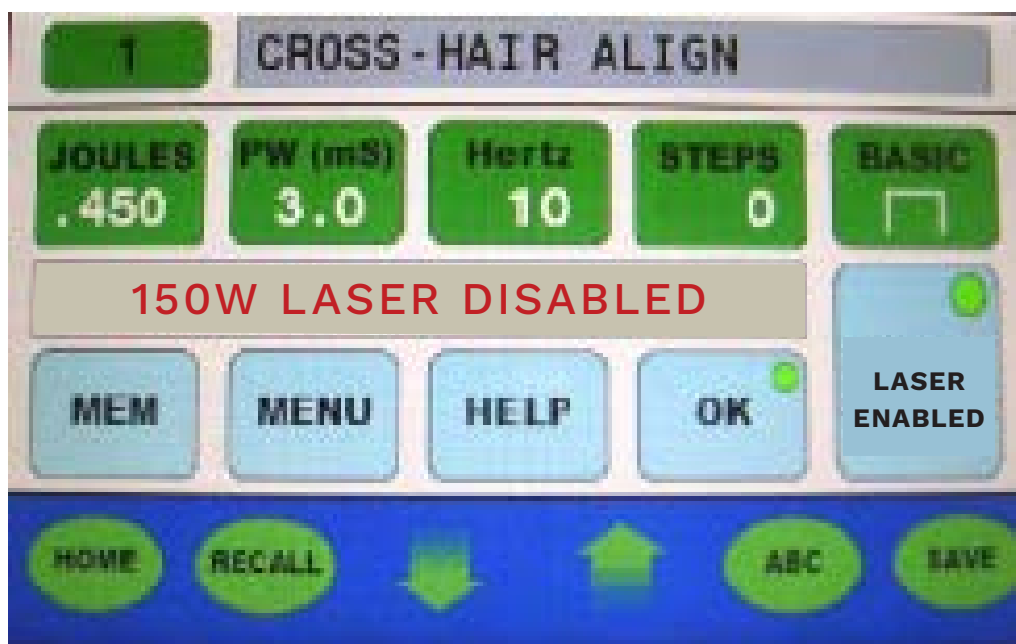 1 CROSS-HAIR ALIGN
JOULES PW (mS) Hertz STEPS BASIC
.450 3.0 10 0
150W LASER DISABLED
MEM MENU HELP OK LASER
ENABLED
HOME RECALL ABC SAVE